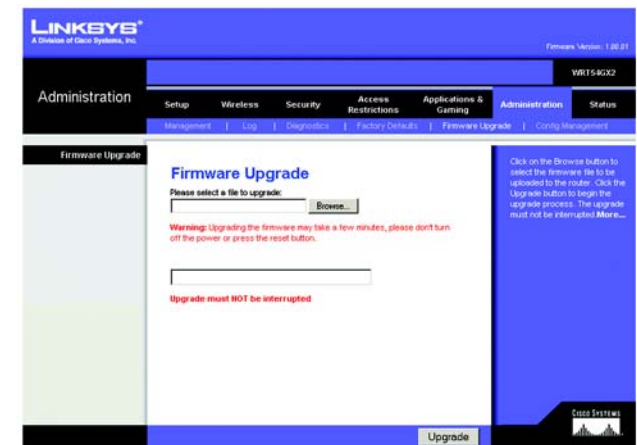 LINKSYS®
A Division of Cisco Systems, Inc.
Firmware Version: 1.00.01
WRT54GX2
Administration
Setup Wireless Security Access Restrictions Applications & Gaming Administration Status
Management | Log | Diagnostics | Factory Defaults | Firmware Upgrade | Config Management
Firmware Upgrade
Firmware Upgrade
Please select a file to upgrade:
Browse...
Warning: Upgrading the firmware may take a few minutes, please don't turn
off the power or press the reset button.
Upgrade must NOT be interrupted
Click on the Browse button to
select the firmware file to be
uploaded to the router. Click the
Upgrade button to begin the
upgrade process. The upgrade
must not be interrupted.More...
Upgrade
CISCO SYSTEMS